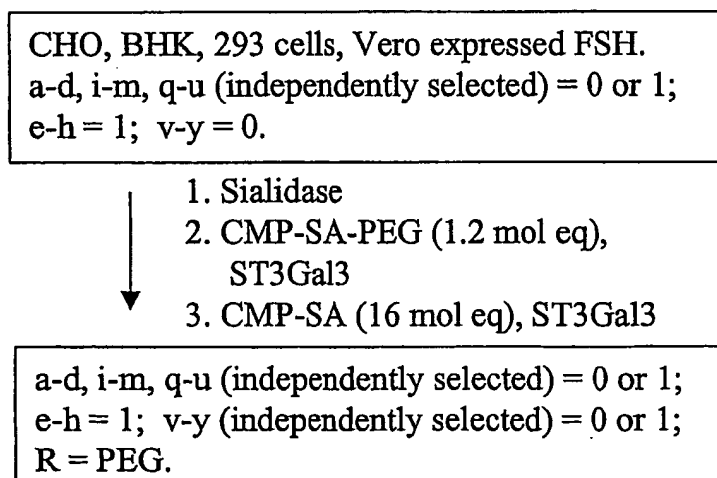 CHO, BHK, 293 cells, Vero expressed FSH.
a-d, i-m, q-u (independently selected) = 0 or 1;
e-h = 1; v-y = 0.
1. Sialidase
2. CMP-SA-PEG (1.2 mol eq),
ST3Gal3
3. CMP-SA (16 mol eq), ST3Gal3
a-d, i-m, q-u (independently selected) = 0 or 1;
e-h = 1; v-y (independently selected) = 0 or 1;
R = PEG.